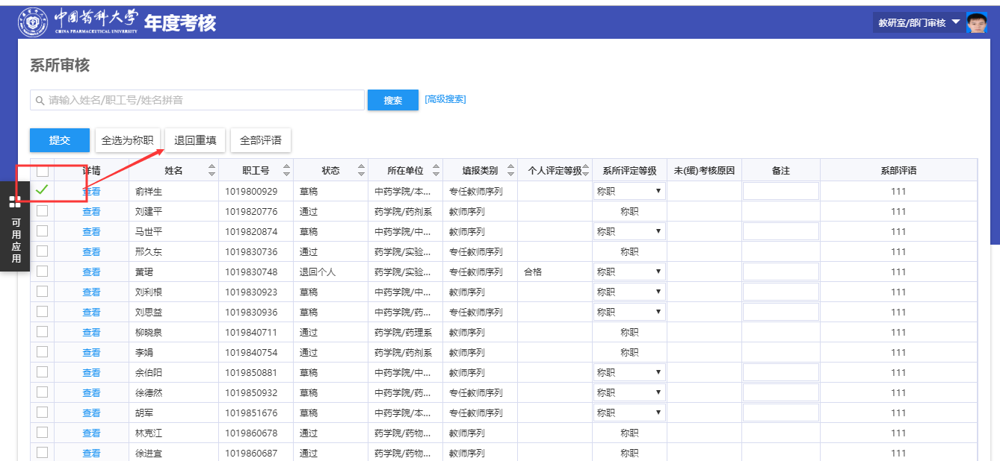 中国药科大学 年度考核 教研室/部门审核
CHINA PHARMACEUTICAL UNIVERSITY
系所审核
请输入姓名/职工号/姓名拼音 搜索 [高级搜索]
提交 全选为称职 退回重填 全部评语
详情 姓名 职工号 状态 所在单位 填报类别 个人评定等级 系所评定等级 未(缓)考核原因 备注 系部评语
查看 俞祥生 1019800929 草稿 中药学院/本... 专任教师序列 称职 111
查看 刘建平 1019820776 通过 药学院/药剂系 教师序列 称职 111
查看 马世平 1019820874 草稿 中药学院/中... 教师序列 称职 111
查看 邢久东 1019830736 通过 药学院/实验... 专任教师序列 称职 111
查看 黄珺 1019830748 退回个人 药学院/实验... 专任教师序列 合格 称职 111
查看 刘利根 1019830923 草稿 中药学院/中... 教师序列 称职 111
查看 刘思益 1019830936 草稿 中药学院/药... 专任教师序列 称职 111
查看 柳晓泉 1019840711 通过 药学院/药理系 教师序列 称职 111
查看 李娟 1019840754 通过 药学院/药剂系 教师序列 称职 111
查看 余伯阳 1019850881 草稿 中药学院/中... 教师序列 称职 111
查看 徐德然 1019850932 草稿 中药学院/药... 专任教师序列 称职 111
查看 胡军 1019851676 草稿 中药学院/本... 专任教师序列 称职 111
查看 林克江 1019860678 通过 药学院/药物... 教师序列 称职 111
查看 徐进宜 1019860687 通过 药学院/药物... 教师序列 称职 111
可用应用